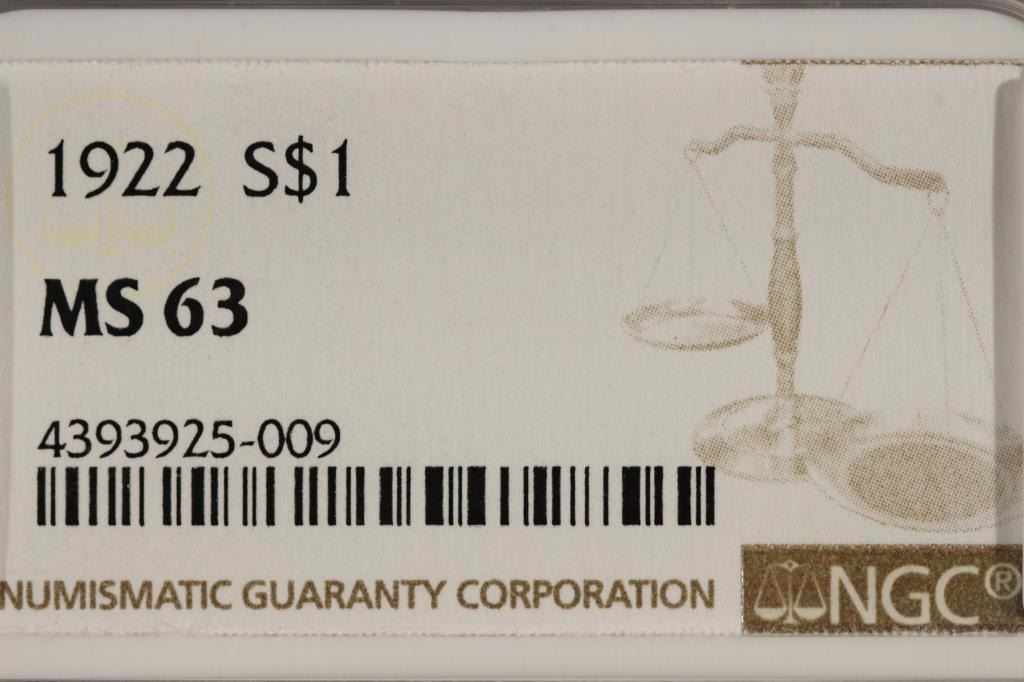 1922 S$1
MS 63
4393925-009
NUMISMATIC GUARANTY CORPORATION
NGC®